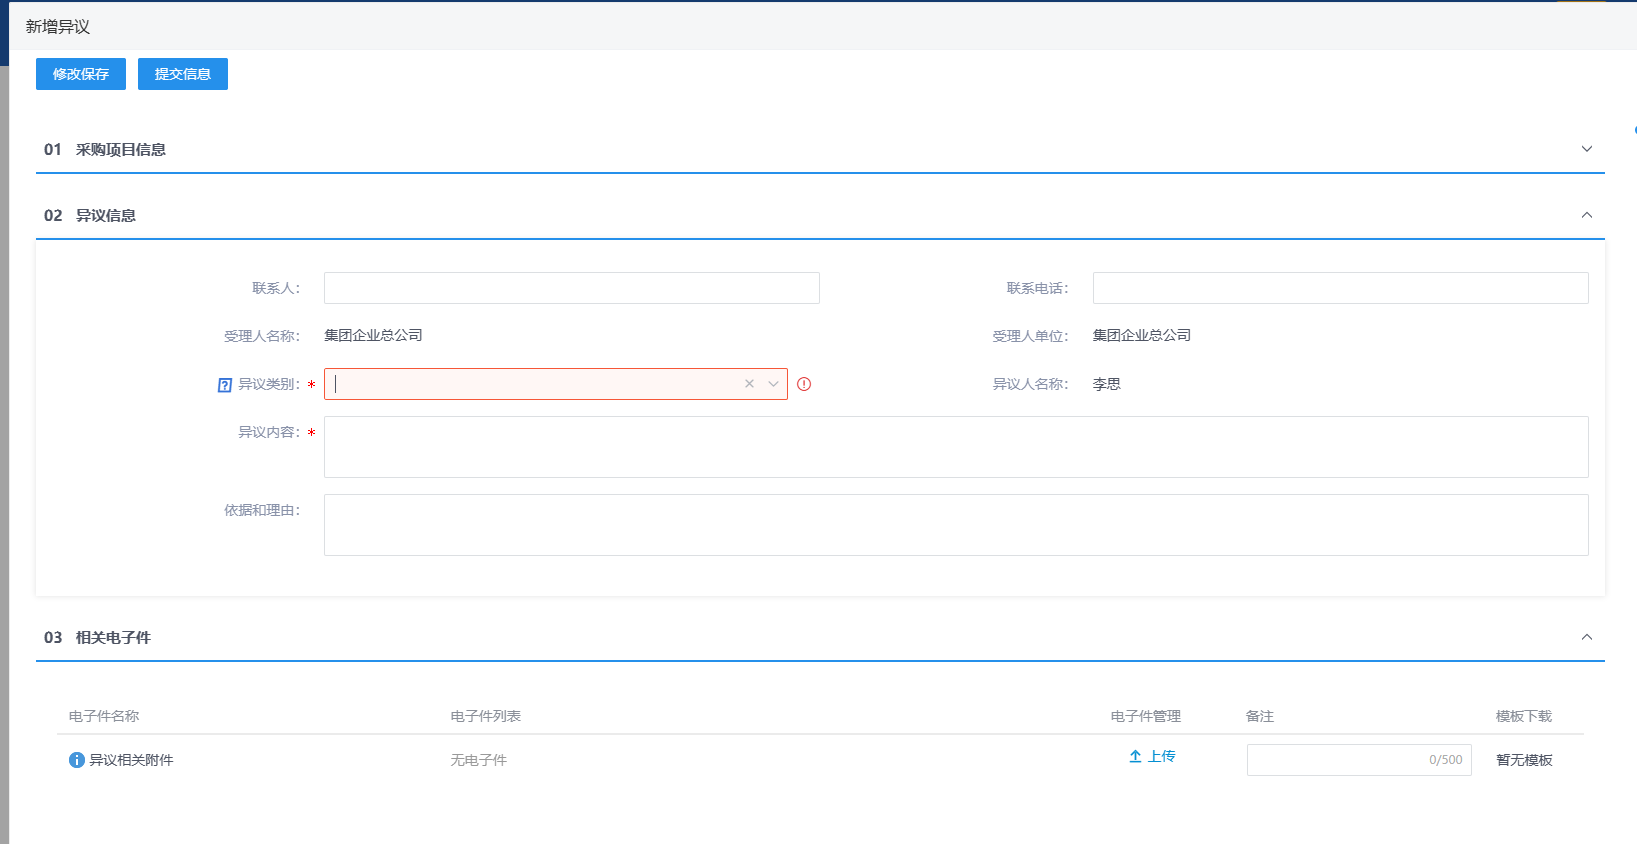 新增异议
修改保存 提交信息
01 采购项目信息
02 异议信息
联系人： 联系电话：
受理人名称： 集团企业总公司 受理人单位： 集团企业总公司
异议类别：* 异议人名称： 李思
异议内容：*
依据和理由：
03 相关电子件
电子件名称 电子件列表 电子件管理 备注 模板下载
异议相关附件 无电子件 上传 0/500 暂无模板